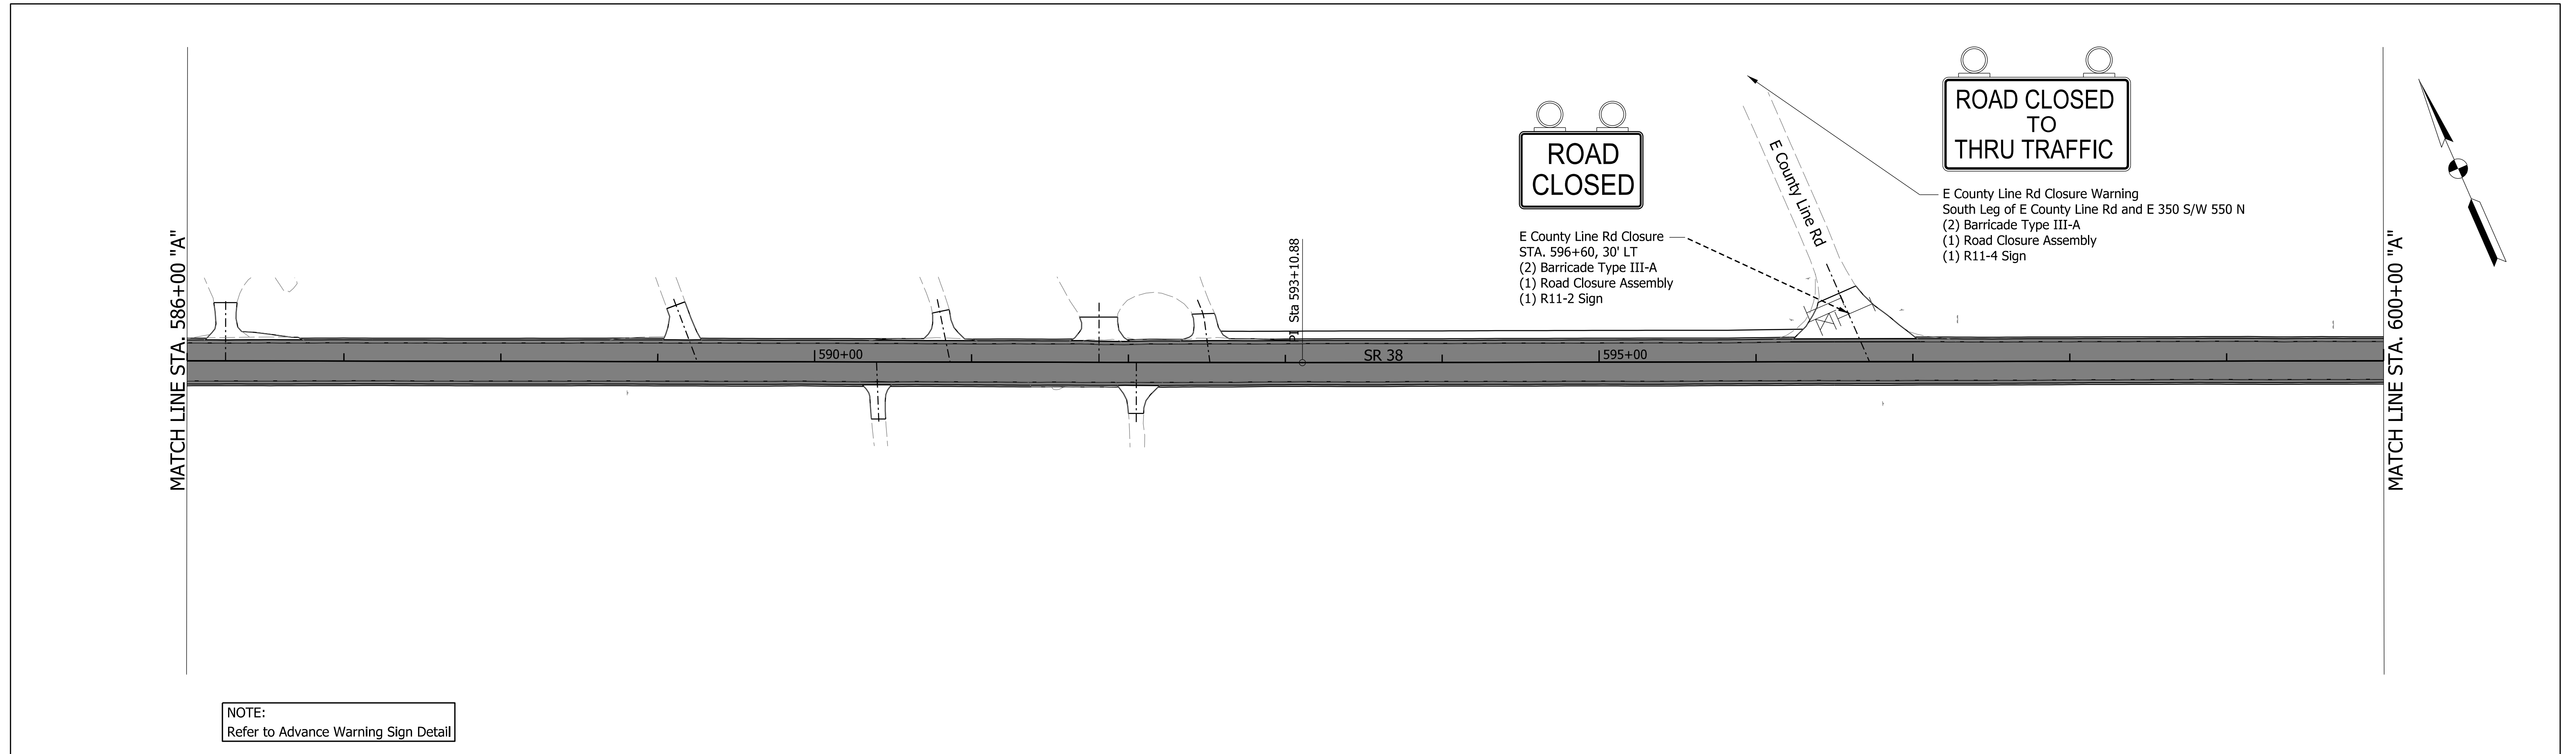 ROAD CLOSED
TO
THRU TRAFFIC
ROAD
CLOSED
E County Line Rd
E County Line Rd Closure Warning
South Leg of E County Line Rd and E 350 S/W 550 N
(2) Barricade Type III-A
(1) Road Closure Assembly
(1) R11-4 Sign
E County Line Rd Closure
STA. 596+60, 30' LT
(2) Barricade Type III-A
(1) Road Closure Assembly
(1) R11-2 Sign
MATCH LINE STA. 586+00 "A"
PI Sta 593+10.88
MATCH LINE STA. 600+00 "A"
590+00
SR 38
595+00
NOTE:
Refer to Advance Warning Sign Detail